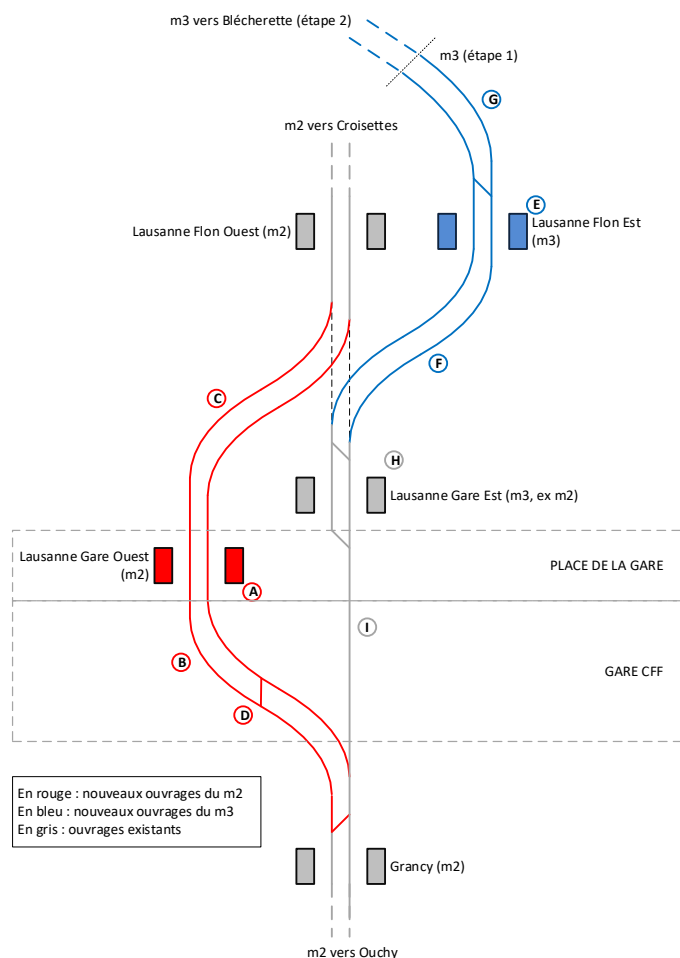 m3 vers Blécherette (étape 2)
m3 (étape 1)
G
m2 vers Croisettes
E
Lausanne Flon Ouest (m2)
Lausanne Flon Est
(m3)
F
C
H
Lausanne Gare Est (m3, ex m2)
Lausanne Gare Ouest
(m2)
PLACE DE LA GARE
A
I
B
GARE CFF
D
En rouge : nouveaux ouvrages du m2
En bleu : nouveaux ouvrages du m3
En gris : ouvrages existants
Grancy (m2)
m2 vers Ouchy